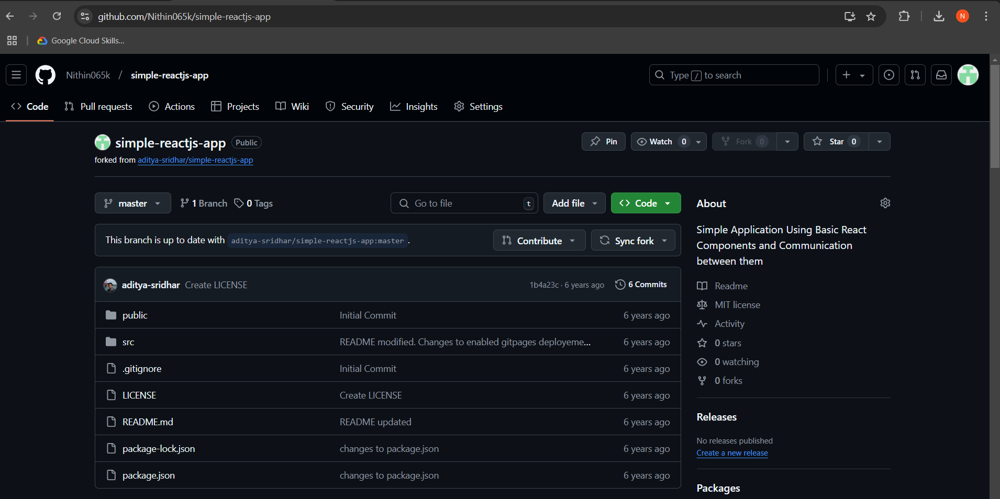 github.com/Nithin065k/simple-reactjs-app
N
Google Cloud Skills...
Nithin065k / simple-reactjs-app
Type / to search
Code Pull requests Actions Projects Wiki Security Insights Settings
simple-reactjs-app Public
Pin Watch 0 Fork 0 Star 0
forked from aditya-sridhar/simple-reactjs-app
master 1 Branch 0 Tags Go to file t Add file Code
This branch is up to date with aditya-sridhar/simple-reactjs-app:master .
Contribute Sync fork
aditya-sridhar Create LICENSE 1b4a23c · 6 years ago 6 Commits
public Initial Commit 6 years ago
src README modified. Changes to enabled gitpages deployeme... 6 years ago
.gitignore Initial Commit 6 years ago
LICENSE Create LICENSE 6 years ago
README.md README updated 6 years ago
package-lock.json changes to package.json 6 years ago
package.json changes to package.json 6 years ago
About
Simple Application Using Basic React
Components and Communication
between them
Readme
MIT license
Activity
0 stars
0 watching
0 forks
Releases
No releases published
Create a new release
Packages